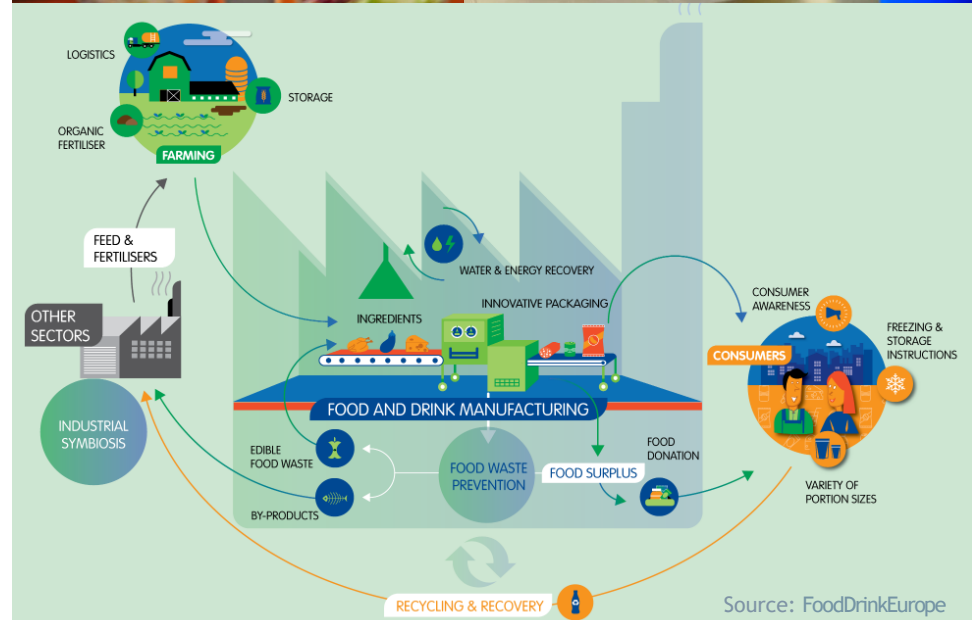 LOGISTICS
STORAGE
ORGANIC
FERTILISER
FARMING
FEED &
FERTILISERS
WATER & ENERGY RECOVERY
INNOVATIVE PACKAGING
INGREDIENTS
CONSUMER
AWARENESS
FREEZING &
STORAGE
INSTRUCTIONS
OTHER
SECTORS
CONSUMERS
FOOD AND DRINK MANUFACTURING
INDUSTRIAL
SYMBIOSIS
EDIBLE
FOOD WASTE
FOOD WASTE
PREVENTION
FOOD SURPLUS
FOOD
DONATION
VARIETY OF
PORTION SIZES
BY-PRODUCTS
RECYCLING & RECOVERY
Source: FoodDrinkEurope